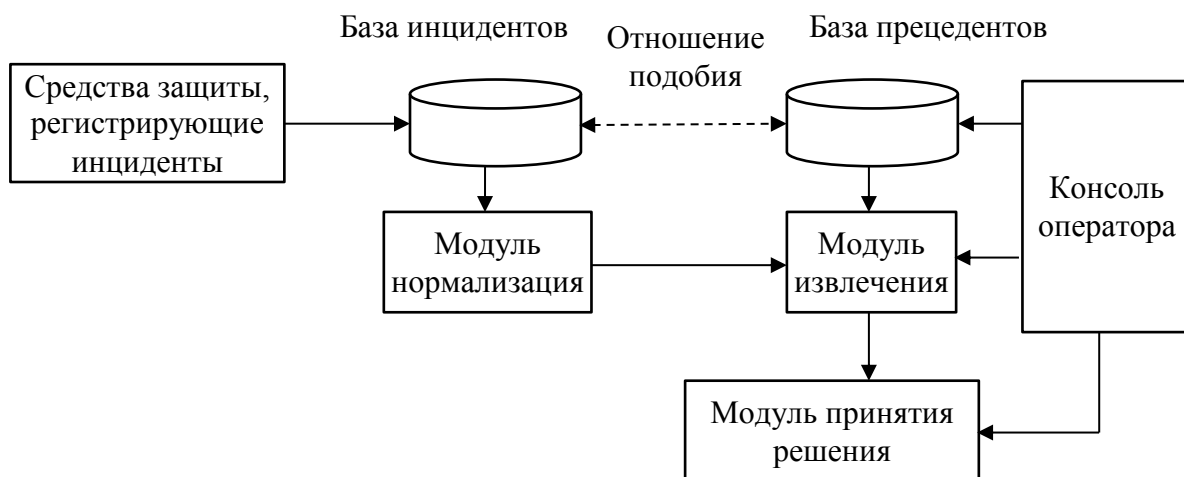 База инцидентов
Отношение
подобия
База прецедентов
Средства защиты,
регистрирующие
инциденты
Консоль
оператора
Модуль
нормализация
Модуль
извлечения
Модуль принятия
решения